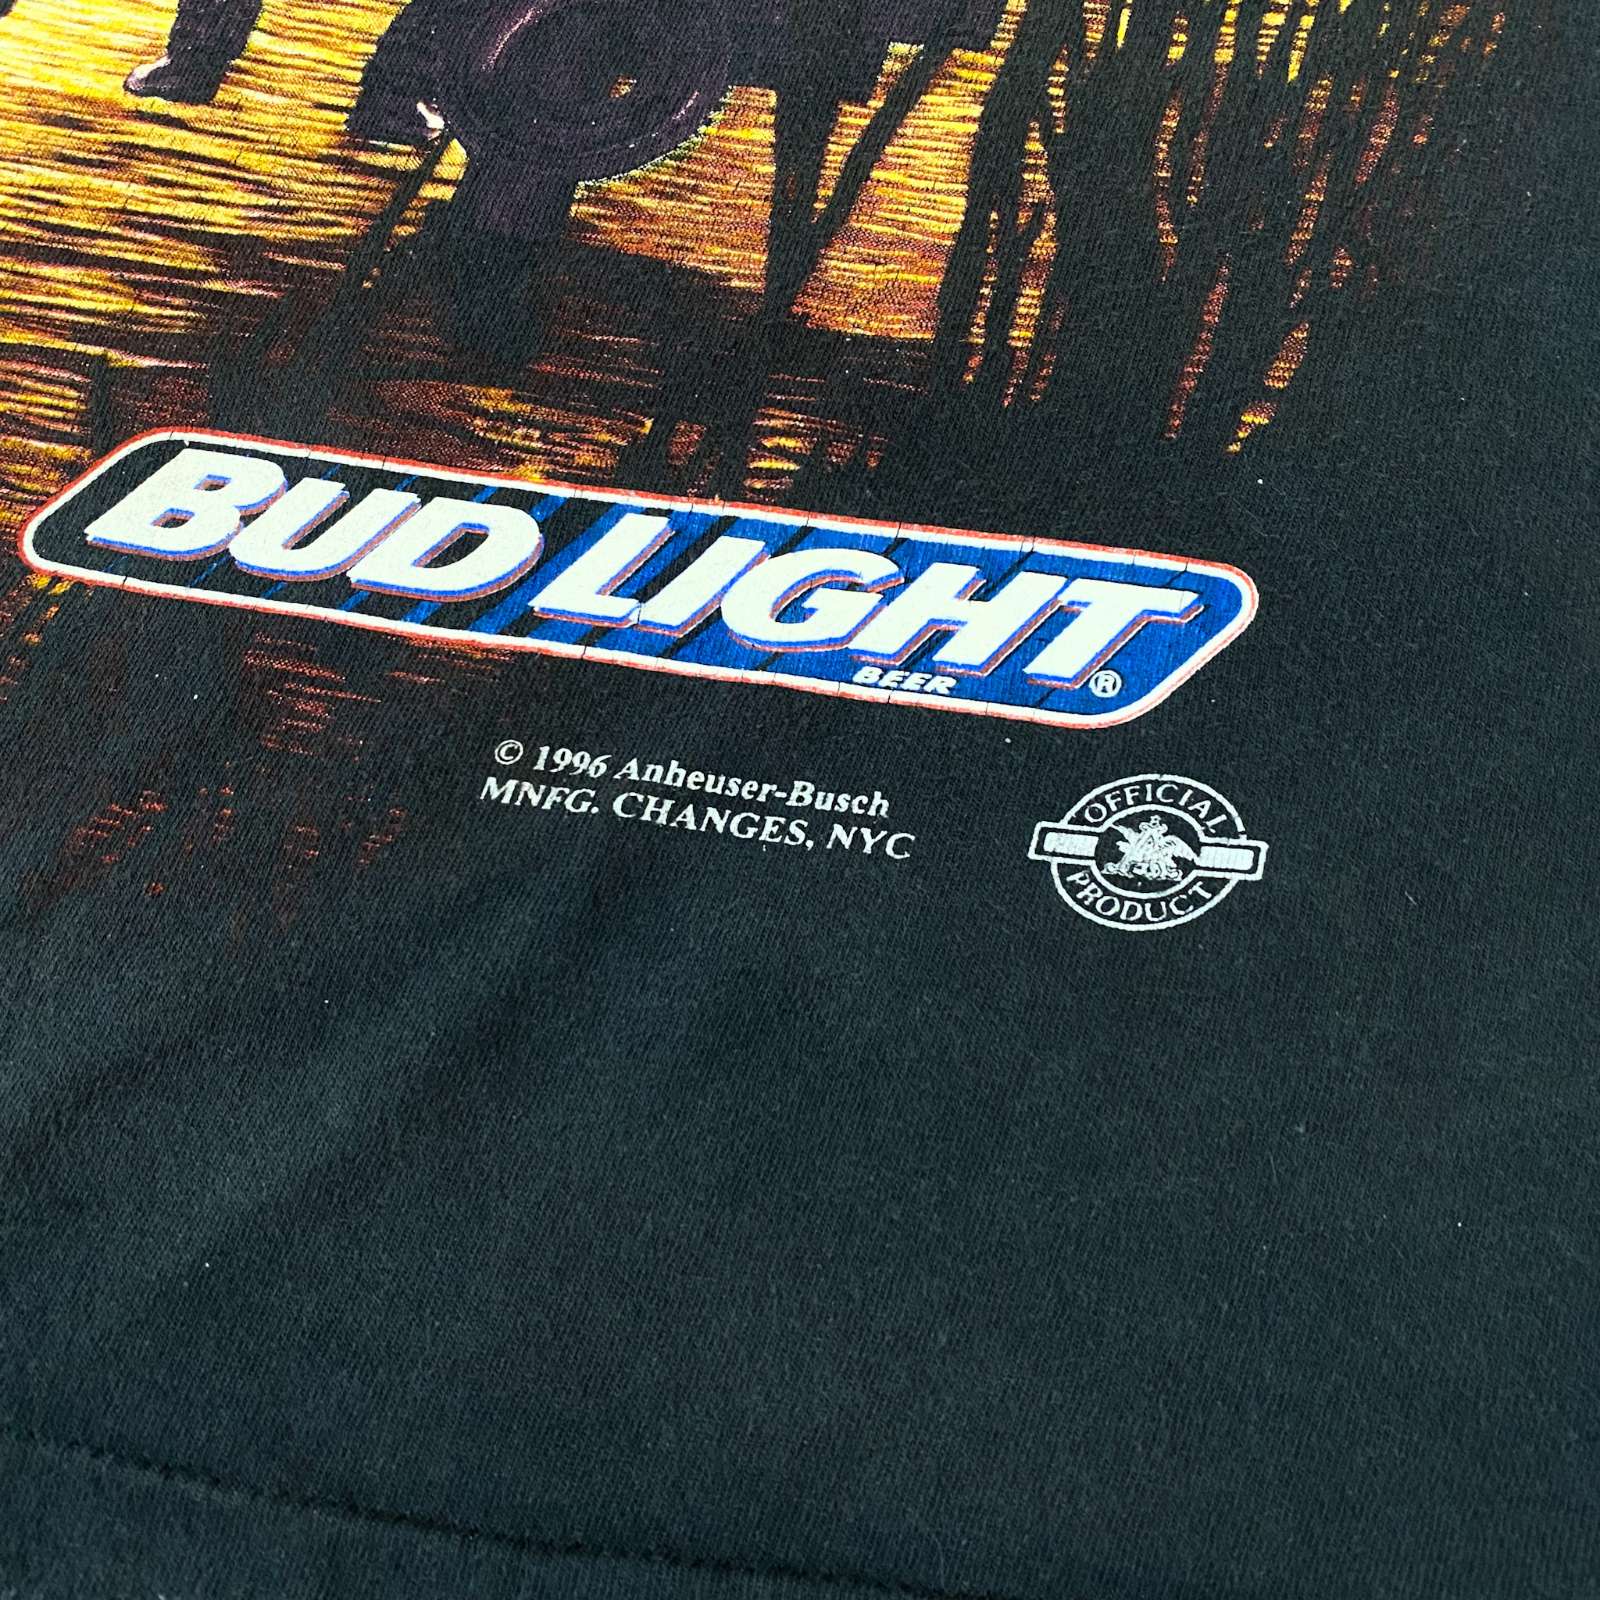 BUD LIGHT
BEER ®
© 1996 Anheuser-Busch
MNFG. CHANGES, NYC
OFFICIAL
PRODUCT